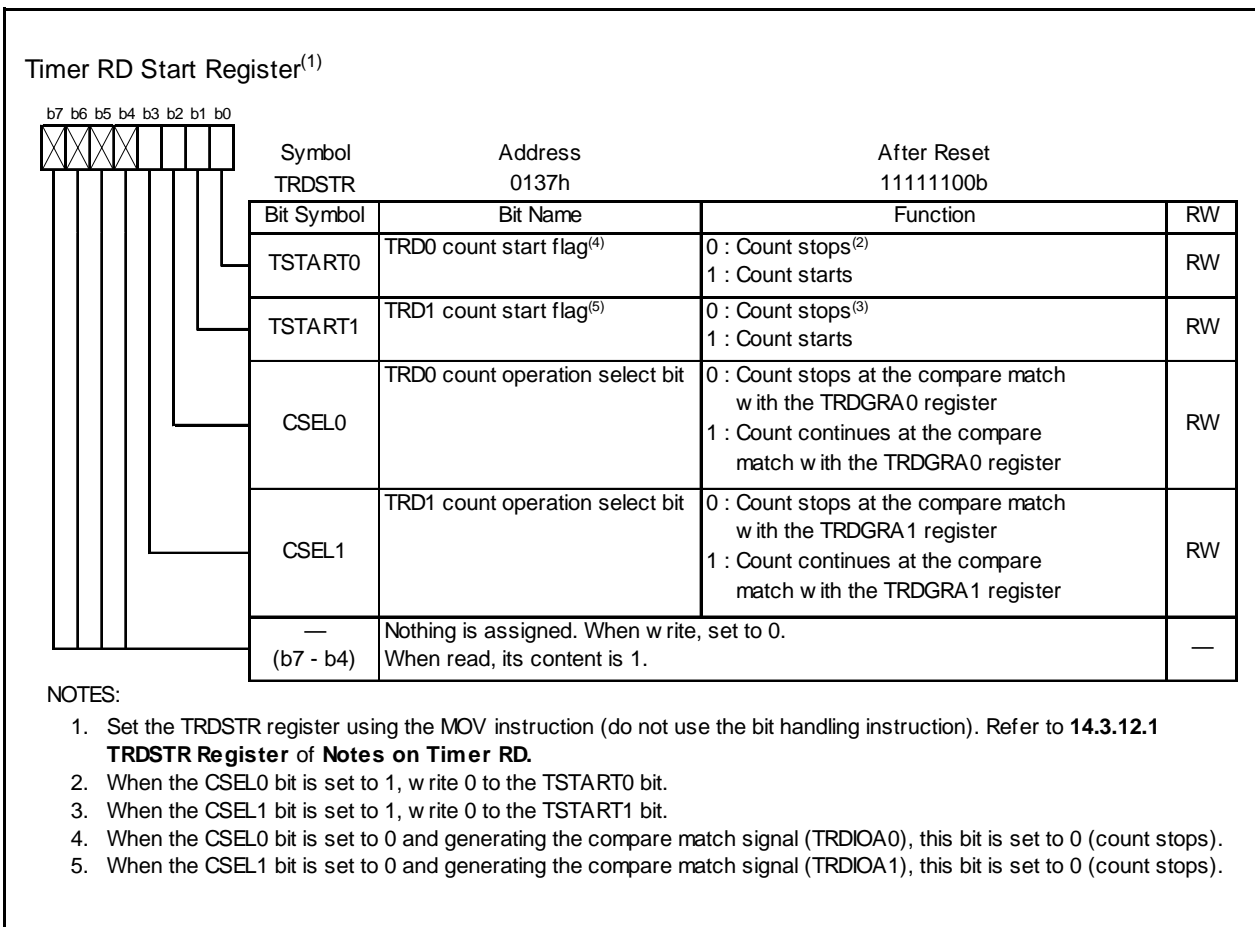 Timer RD Start Register(1)
b7 b6 b5 b4 b3 b2 b1 b0
Symbol Address After Reset
TRDSTR 0137h 11111100b
Bit Symbol Bit Name Function RW
TSTART0 TRD0 count start flag(4) 0 : Count stops(2) RW
1 : Count starts
TSTART1 TRD1 count start flag(5) 0 : Count stops(3) RW
1 : Count starts
CSEL0 TRD0 count operation select bit 0 : Count stops at the compare match RW
with the TRDGRA0 register
1 : Count continues at the compare
match with the TRDGRA0 register
CSEL1 TRD1 count operation select bit 0 : Count stops at the compare match RW
with the TRDGRA1 register
1 : Count continues at the compare
match with the TRDGRA1 register
— Nothing is assigned. When write, set to 0. —
(b7 - b4) When read, its content is 1.
NOTES:
1. Set the TRDSTR register using the MOV instruction (do not use the bit handling instruction). Refer to 14.3.12.1
TRDSTR Register of Notes on Timer RD.
2. When the CSEL0 bit is set to 1, write 0 to the TSTART0 bit.
3. When the CSEL1 bit is set to 1, write 0 to the TSTART1 bit.
4. When the CSEL0 bit is set to 0 and generating the compare match signal (TRDIOA0), this bit is set to 0 (count stops).
5. When the CSEL1 bit is set to 0 and generating the compare match signal (TRDIOA1), this bit is set to 0 (count stops).